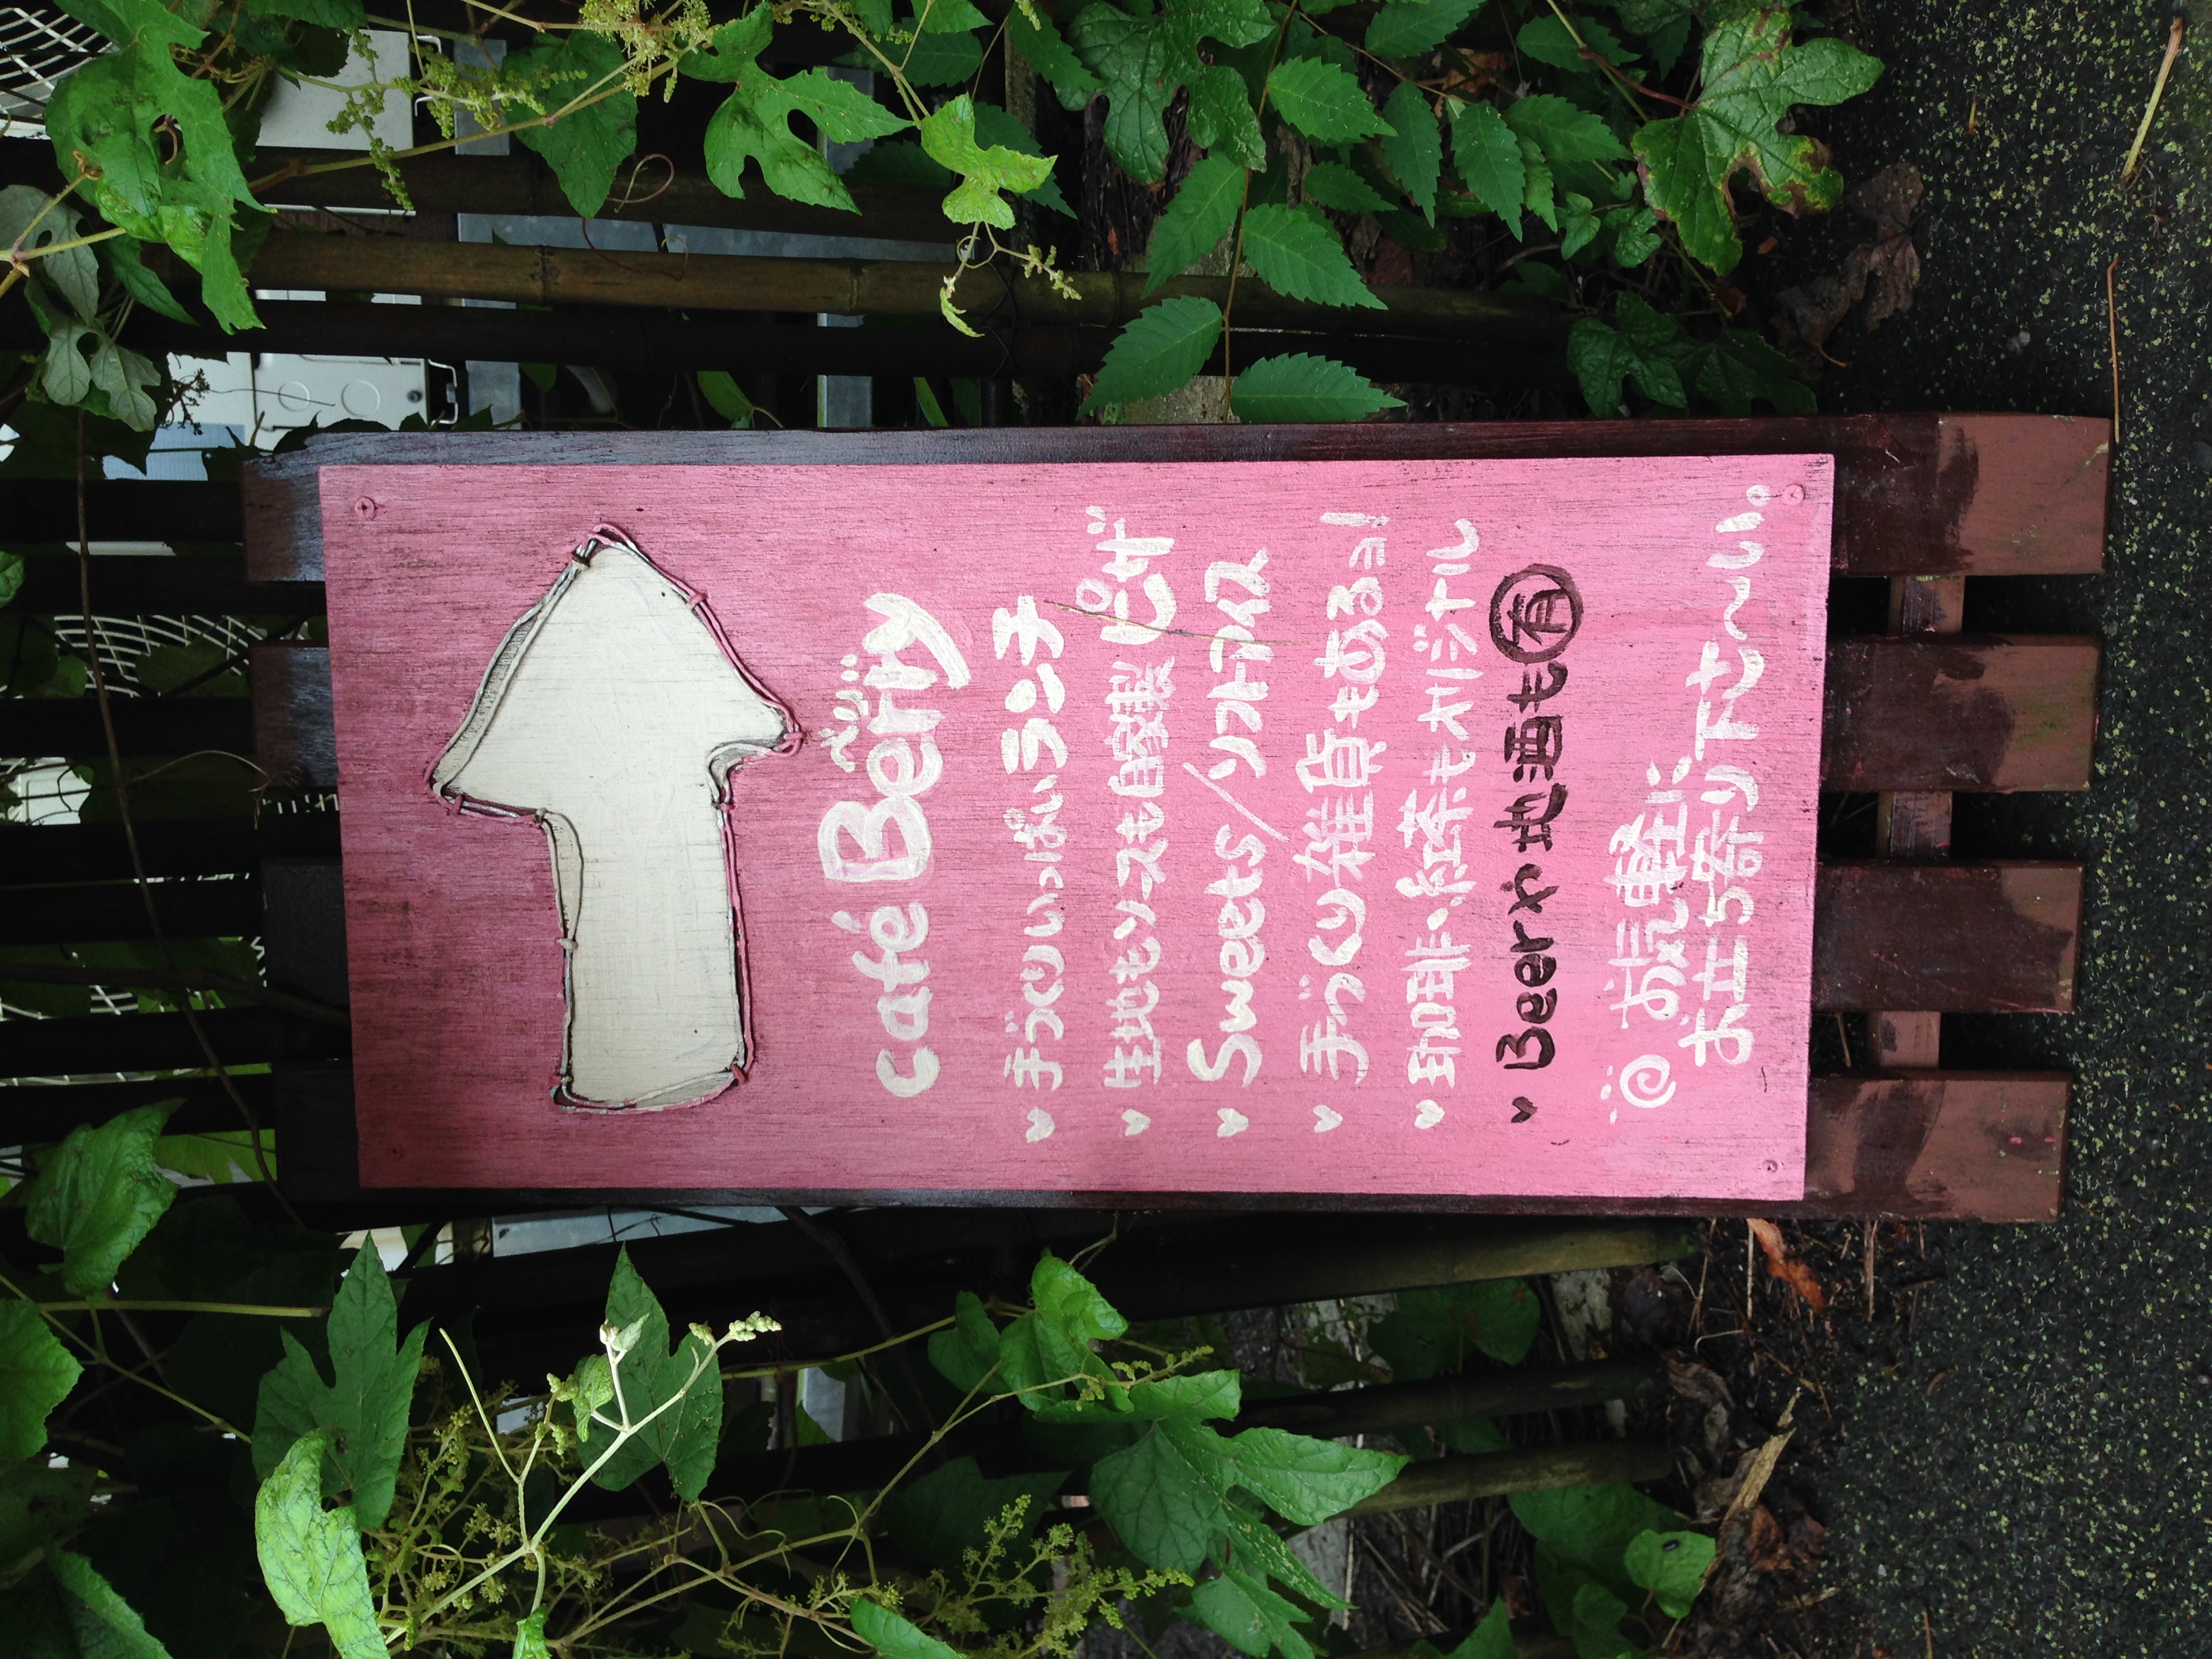 café Berry
ベリー
♥ 手づくりいっぱいランチ
♥ 生地もソースも自家製 ピザ
♥ Sweets/ソフトアイス
♥ 手づくり雑貨もあるョ!
♥ 珈琲・紅茶もオリジナル
♥ Beerや地酒も㊒
お気軽に
お立ち寄り下さ〜い。